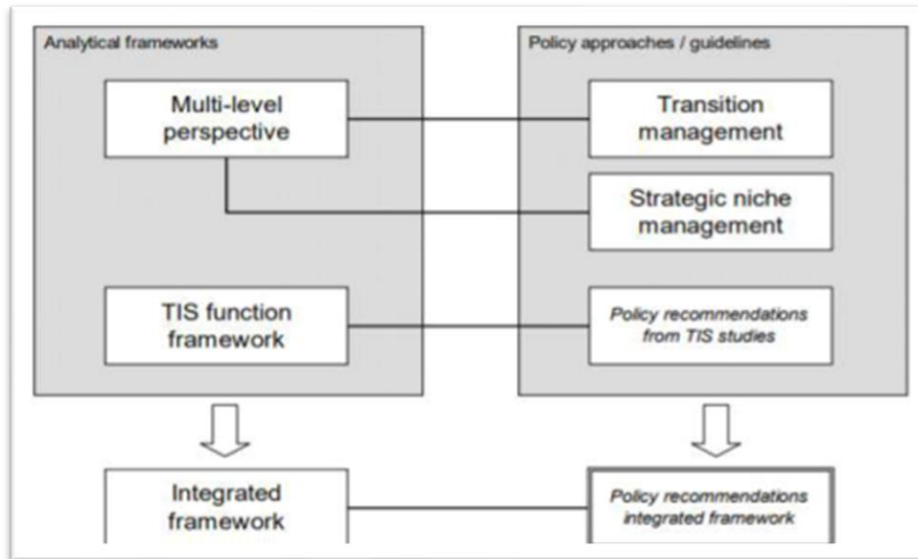 Analytical frameworks
Policy approaches / guidelines
Multi-level
perspective
Transition
management
Strategic niche
management
TIS function
framework
Policy recommendations
from TIS studies
Integrated
framework
Policy recommendations
integrated framework